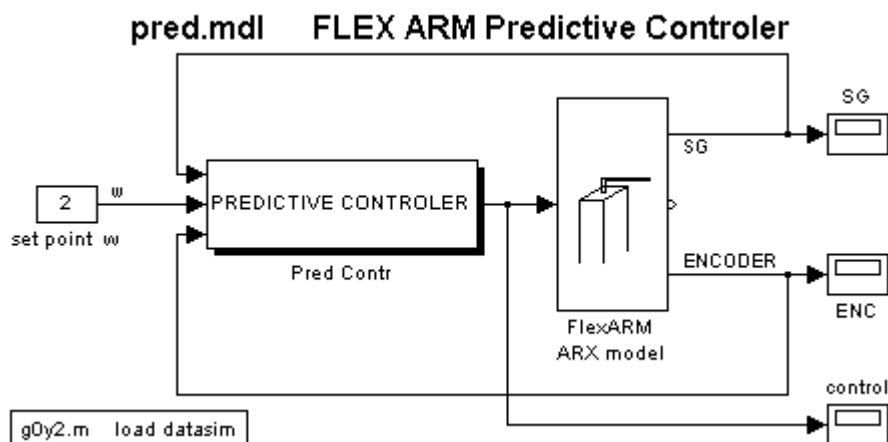 pred.mdl FLEX ARM Predictive Controler
SG
SG
w
2
PREDICTIVE CONTROLER
set point w
Pred Contr
ENCODER
ENC
FlexARM
ARX model
control
g0y2.m load datasim